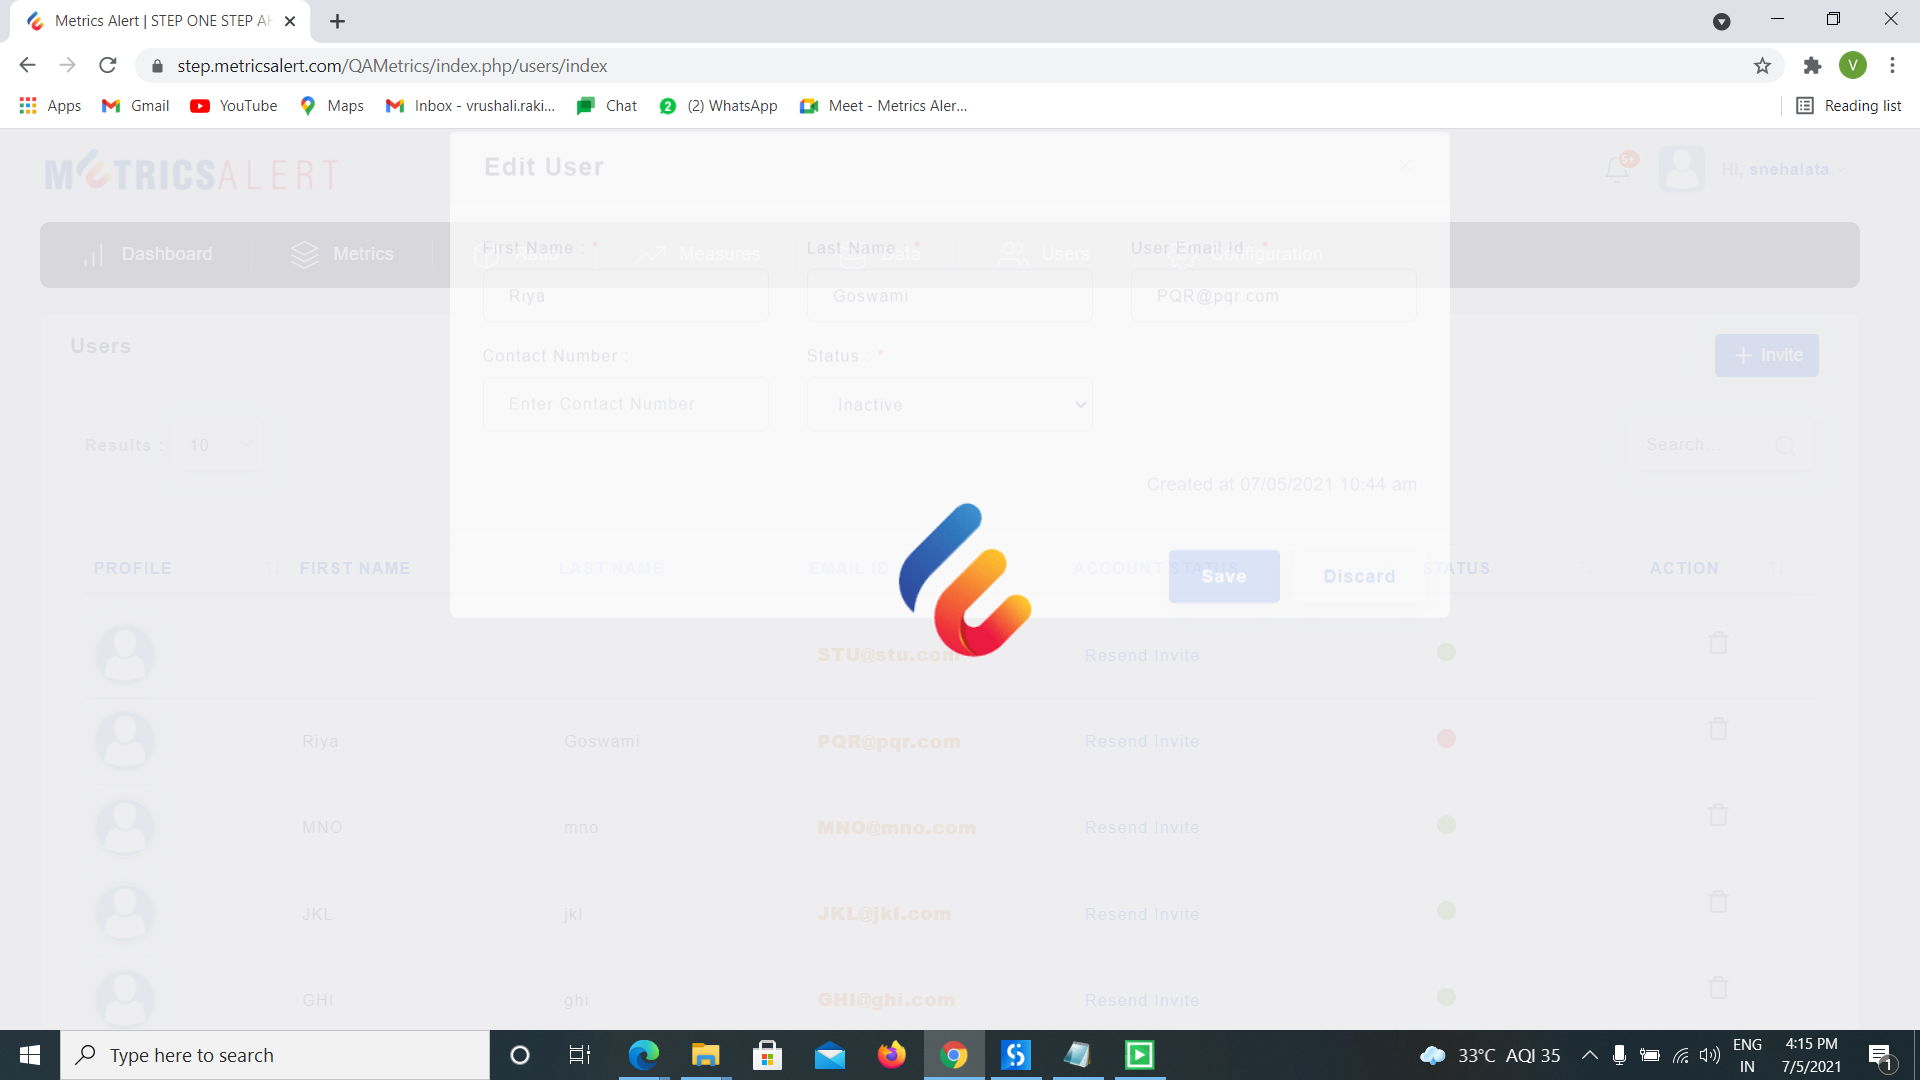 Metrics Alert | STEP ONE STEP AH
step.metricsalert.com/QAMetrics/index.php/users/index
V
Apps Gmail YouTube Maps Inbox - vrushali.raki... Chat 2 (2) WhatsApp Meet - Metrics Aler... Reading list
METRICSALERT
Edit User
5+
Hi, snehalata
Dashboard Metrics Ratio Measures Data Users Configuration
First Name : * Last Name : * User Email Id : *
Riya Goswami PQR@pqr.com
Users
Contact Number : Status : *
Invite
Enter Contact Number Inactive
Results : 10
Search...
Created at 07/05/2021 10:44 am
PROFILE FIRST NAME LAST NAME EMAIL ID ACCOUNT STATUS STATUS ACTION
Save Discard
STU@stu.com Resend Invite
Riya Goswami PQR@pqr.com Resend Invite
MNO mno MNO@mno.com Resend Invite
JKL jkl JKL@jkl.com Resend Invite
GHI ghi GHI@ghi.com Resend Invite
Type here to search
33°C AQI 35
ENG
IN
4:15 PM
7/5/2021
1